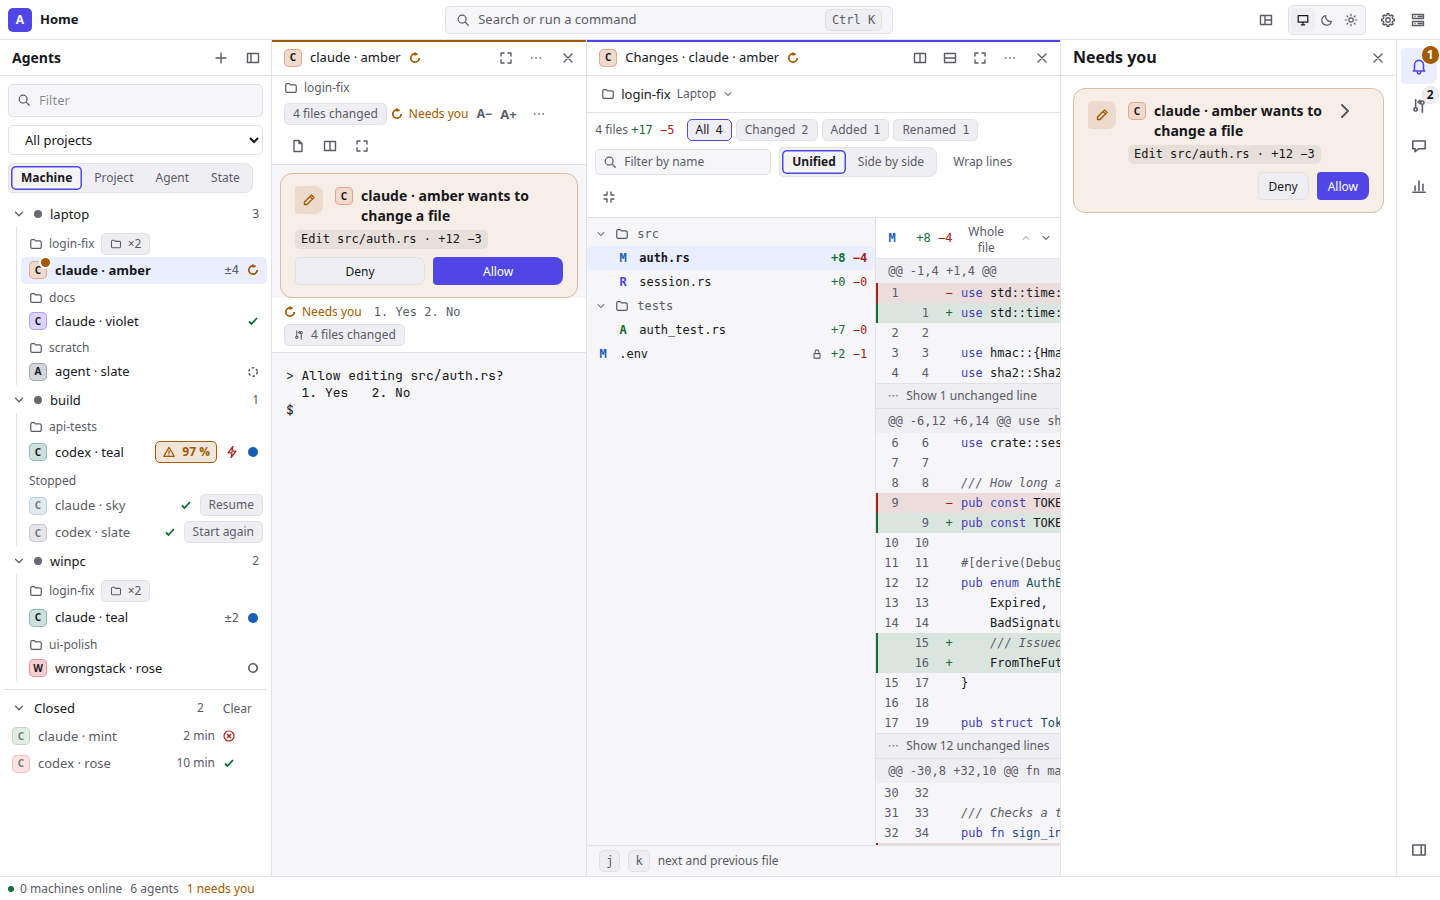 A Home
Search or run a command
Ctrl K
Agents
Filter
All projects
Machine Project Agent State
laptop 3
login-fix ×2
C claude · amber ±4
docs
C claude · violet
scratch
A agent · slate
build 1
api-tests
C codex · teal 97 %
Stopped
C claude · sky Resume
C codex · slate Start again
winpc 2
login-fix ×2
C claude · teal ±2
ui-polish
W wrongstack · rose
Closed 2 Clear
C claude · mint 2 min
C codex · rose 10 min
C claude · amber
login-fix
4 files changed Needs you A− A+ ···
C claude · amber wants to
change a file
Edit src/auth.rs · +12 −3
Deny Allow
Needs you 1. Yes 2. No
4 files changed
> Allow editing src/auth.rs?
1. Yes 2. No
$
C Changes · claude · amber
login-fix Laptop
4 files +17 −5 All 4 Changed 2 Added 1 Renamed 1
Filter by name Unified Side by side Wrap lines
src
M auth.rs +8 −4
R session.rs +0 −0
tests
A auth_test.rs +7 −0
M .env +2 −1
M +8 −4 Whole
file
@@ -1,4 +1,4 @@
1 − use std::time:
1 + use std::time:
2 2
3 3 use hmac::{Hma
4 4 use sha2::Sha2
··· Show 1 unchanged line
@@ -6,12 +6,14 @@ use sh
6 6 use crate::ses
7 7
8 8 /// How long a
9 − pub const TOKE
9 + pub const TOKE
10 10
11 11 #[derive(Debug
12 12 pub enum AuthE
13 13 Expired,
14 14 BadSignatu
15 + /// Issued
16 + FromTheFut
15 17 }
16 18
17 19 pub struct Tok
··· Show 12 unchanged lines
@@ -30,8 +32,10 @@ fn ma
30 32
31 33 /// Checks a t
32 34 pub fn sign_in
j k next and previous file
Needs you
C claude · amber wants to
change a file
Edit src/auth.rs · +12 −3
Deny Allow
1
2
0 machines online 6 agents 1 needs you